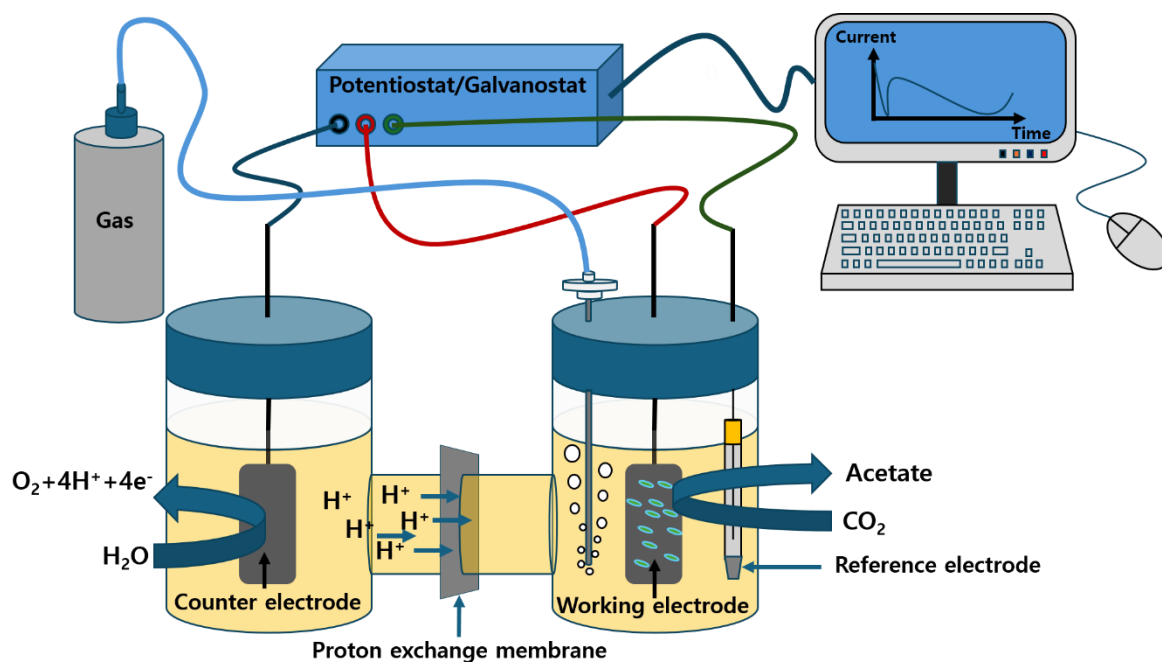 Potentiostat/Galvanostat
Current
Time
Gas
O₂+4H⁺+4e⁻
H₂O
H⁺
H⁺
H⁺
H⁺
H⁺
Acetate
CO₂
Reference electrode
Counter electrode
Working electrode
Proton exchange membrane